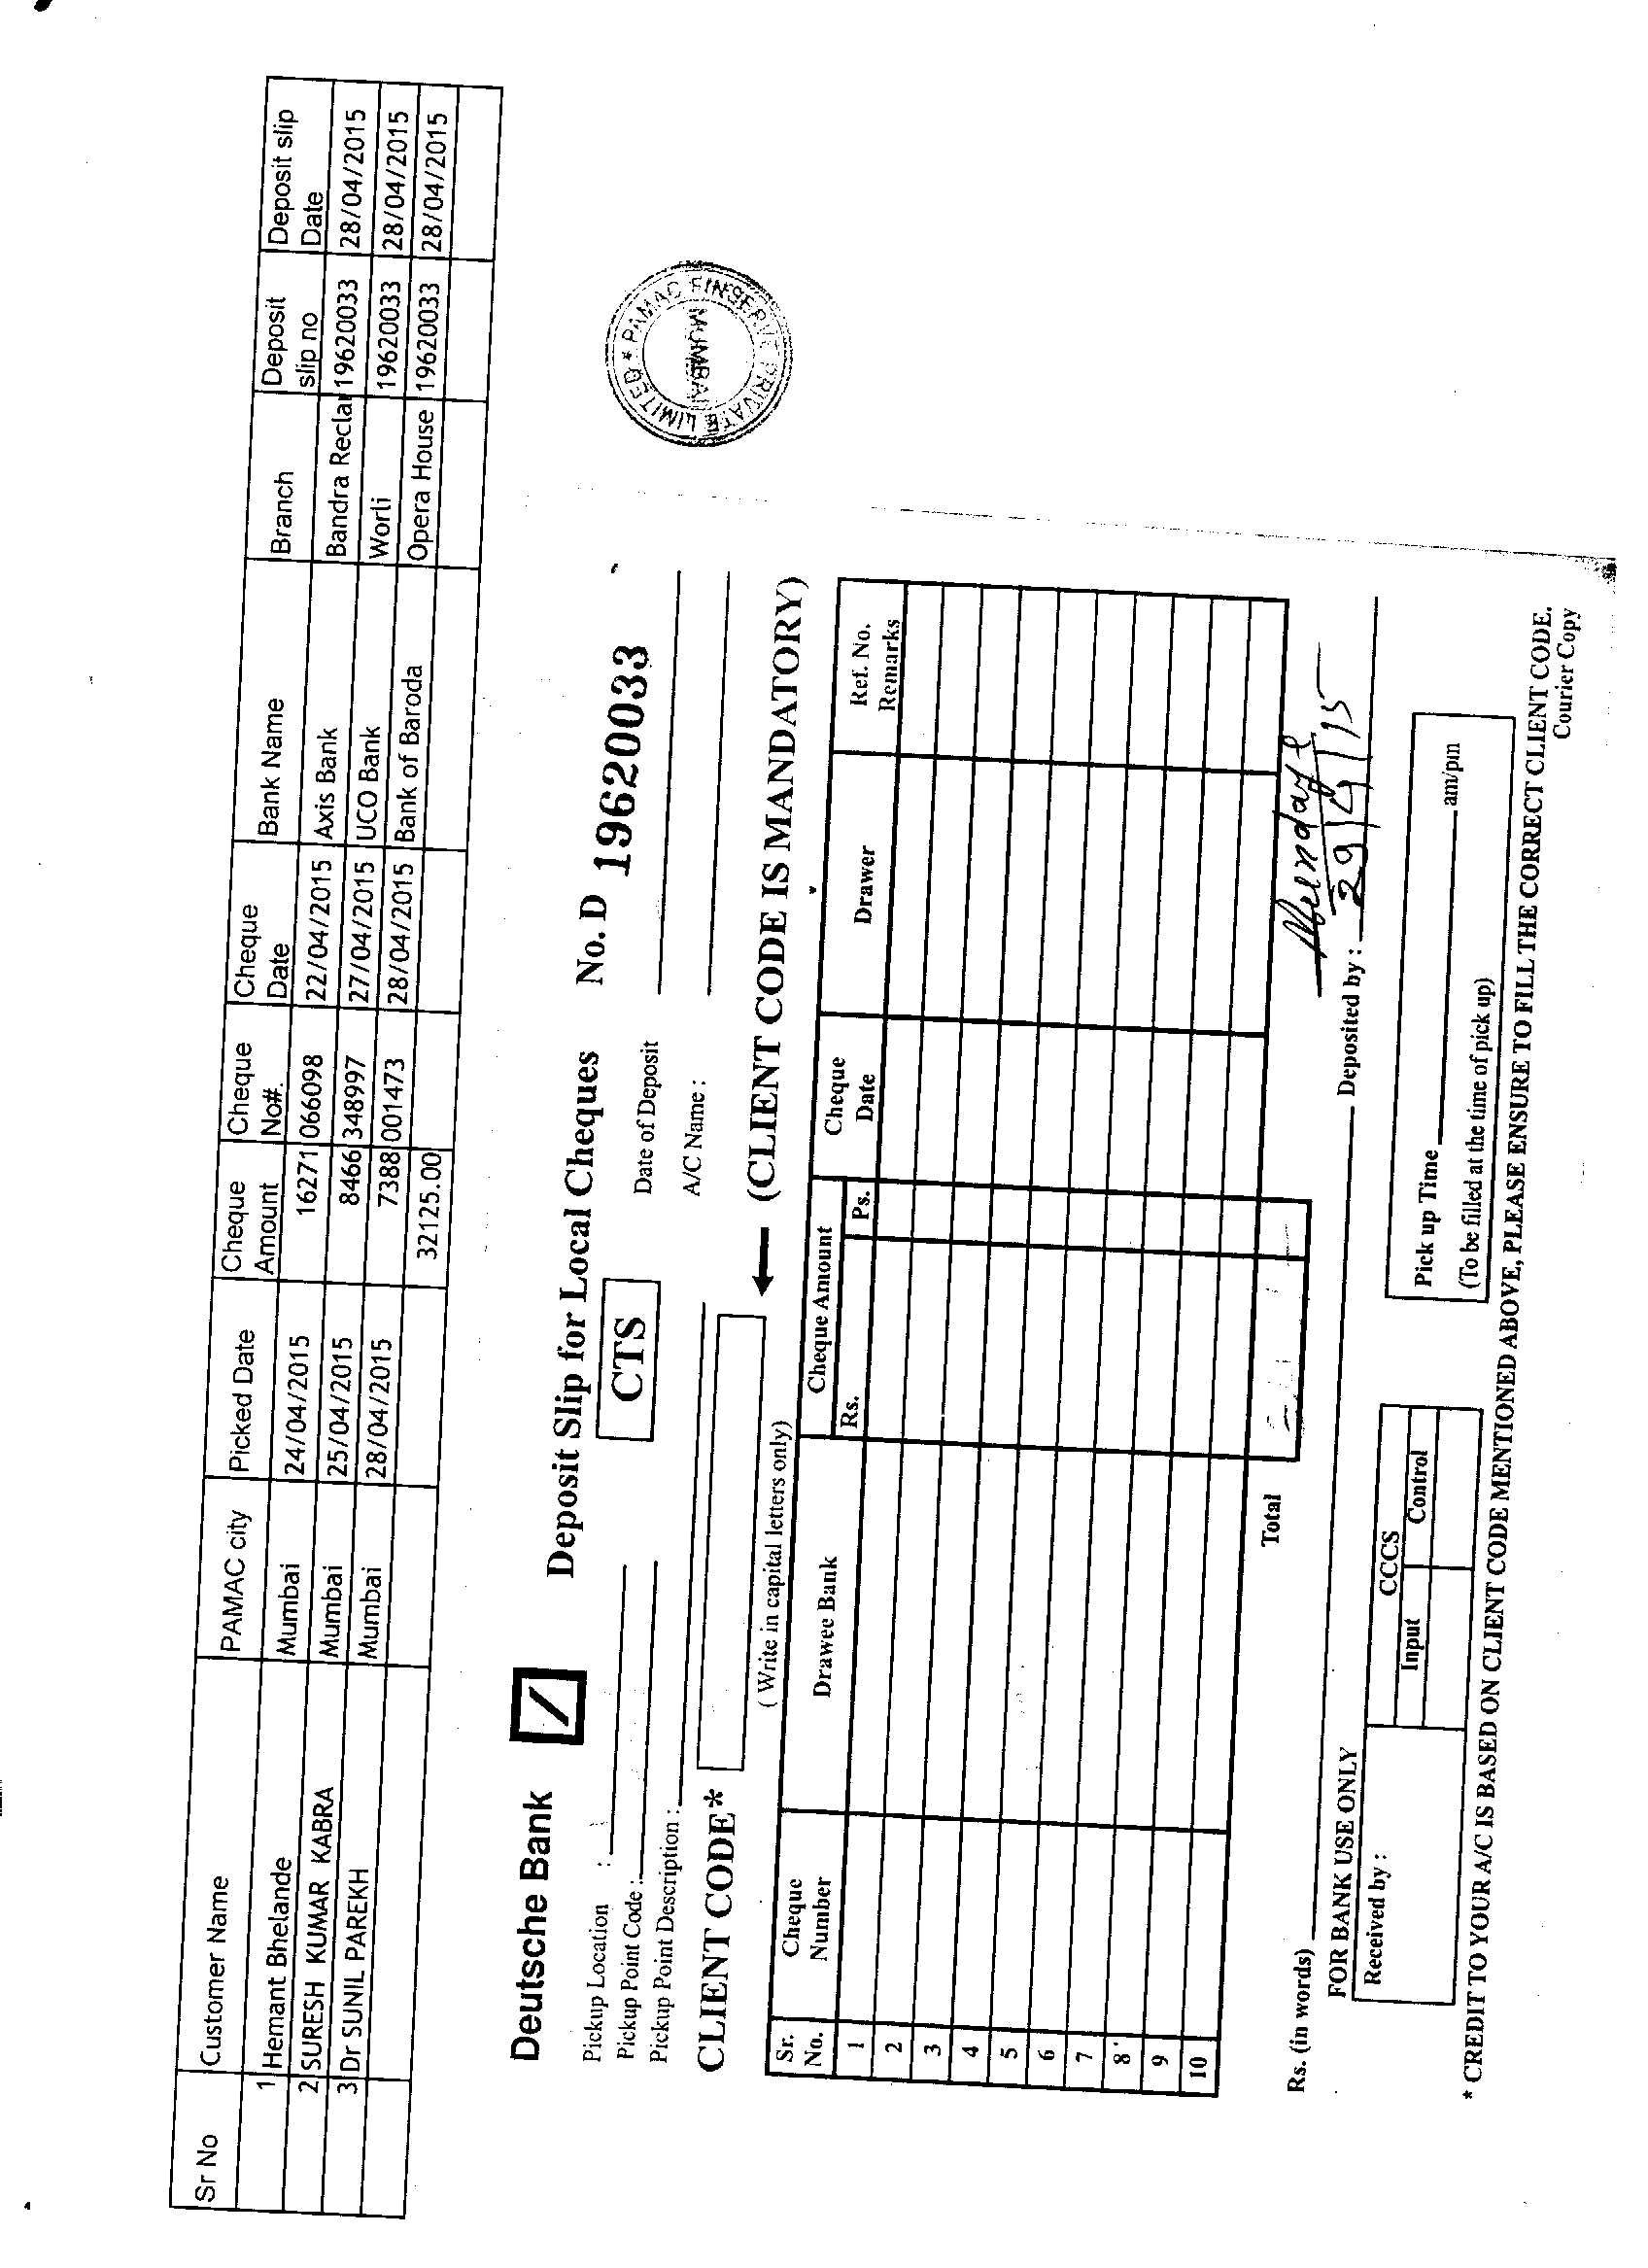 Sr No Customer Name PAMAC city Picked Date Cheque Amount Cheque No#. Cheque Date Bank Name Branch Deposit slip no Deposit slip Date
1 Hemant Bhelande Mumbai 24/04/2015 16271 066098 22/04/2015 Axis Bank Bandra Reclar 19620033 28/04/2015
2 SURESH KUMAR KABRA Mumbai 25/04/2015 8466 348997 27/04/2015 UCO Bank Worli 19620033 28/04/2015
3 Dr SUNIL PAREKH Mumbai 28/04/2015 7388 001473 28/04/2015 Bank of Baroda Opera House 19620033 28/04/2015
32125.00
Deutsche Bank Deposit Slip for Local Cheques No. D 19620033
CTS
Pickup Location :
Date of Deposit
Pickup Point Code :
Pickup Point Description :
A/C Name :
CLIENT CODE* (CLIENT CODE IS MANDATORY)
( Write in capital letters only)
Sr. No. Cheque Number Drawee Bank Cheque Amount Rs. Ps. Cheque Date Drawer Ref. No. Remarks
1
2
3
4
5
6
7
8
9
10
Total
Rs. (in words) Deposited by : 29/4/15
FOR BANK USE ONLY
Received by :
CCCS
Input Control
Pick up Time am/pm
(To be filled at the time of pick up)
* CREDIT TO YOUR A/C IS BASED ON CLIENT CODE MENTIONED ABOVE, PLEASE ENSURE TO FILL THE CORRECT CLIENT CODE.
Courier Copy
PAMAC FINSERVE PRIVATE LIMITED *
MUMBAI